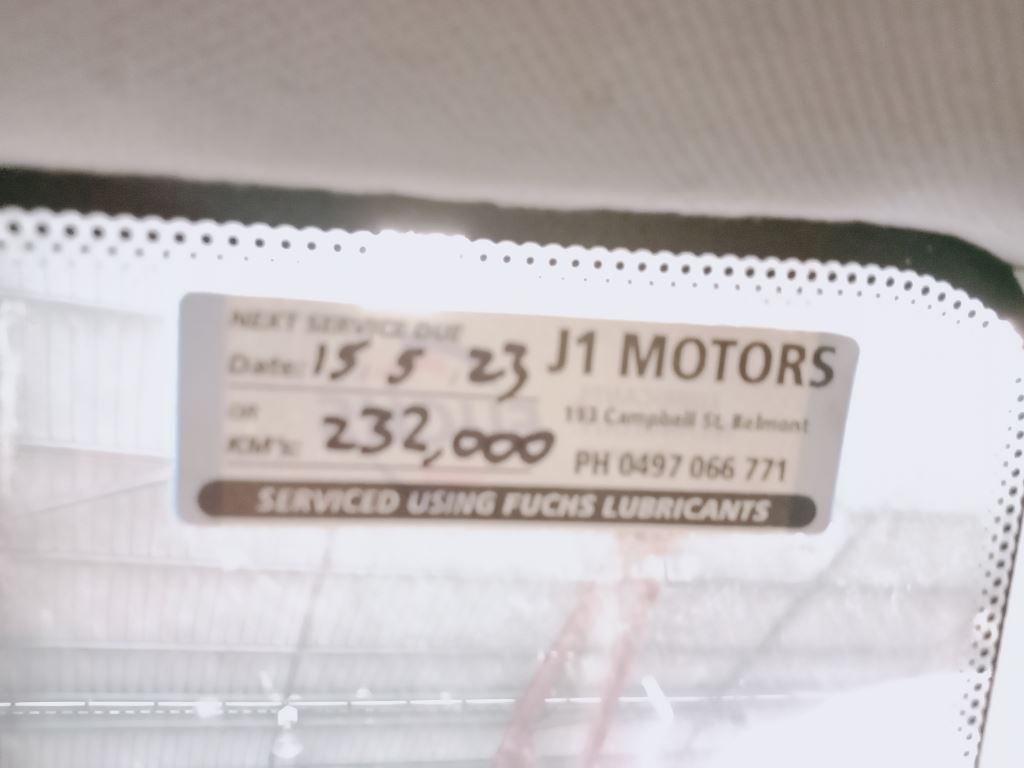 NEXT SERVICE DUE
Date: 15 5 23
OR
KM's: 232,000
J1 MOTORS
193 Campbell St, Belmont
PH 0497 066 771
SERVICED USING FUCHS LUBRICANTS